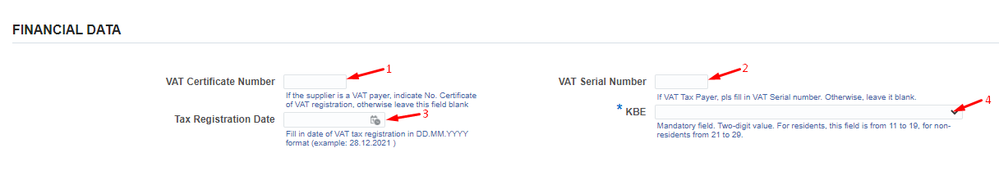 FINANCIAL DATA
VAT Certificate Number
1
If the supplier is a VAT payer, indicate No. Certificate
of VAT registration, otherwise leave this field blank
VAT Serial Number
2
If VAT Tax Payer, pls fill in VAT Serial number. Otherwise, leave it blank.
Tax Registration Date
3
Fill in date of VAT tax registration in DD.MM.YYYY
format (example: 28.12.2021 )
* KBE
4
Mandatory field. Two-digit value. For residents, this field is from 11 to 19, for non-
residents from 21 to 29.